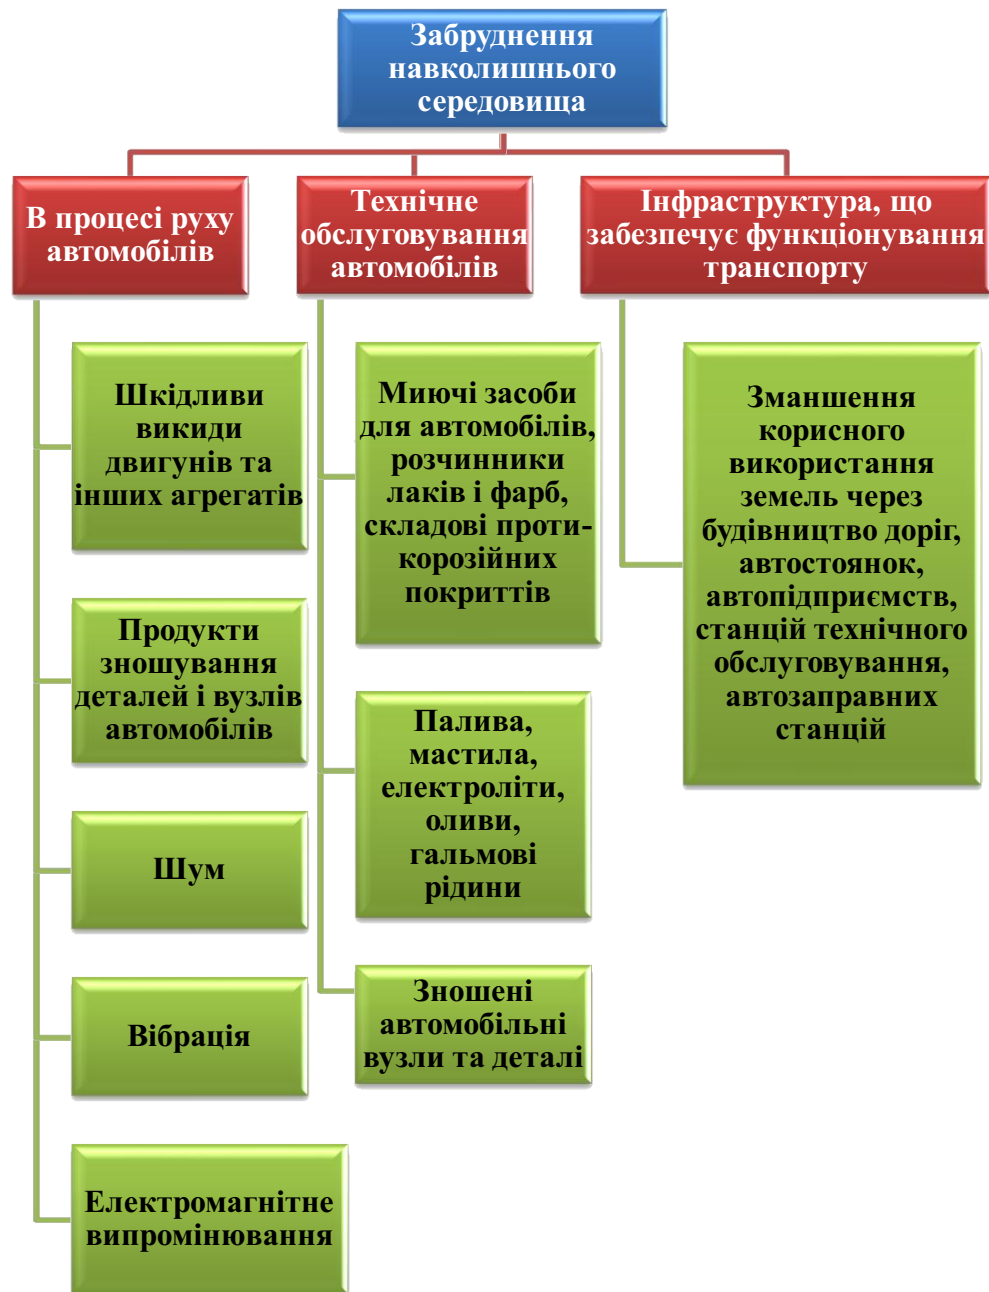 Забруднення
навколишнього
середовища
В процесі руху
автомобілів
Технічне
обслуговування
автомобілів
Інфраструктура, що
забезпечує функціонування
транспорту
Шкідливи
викиди
двигунів та
інших агрегатів
Продукти
зношування
деталей і вузлів
автомобілів
Шум
Вібрація
Електромагнітне
випромінювання
Миючі засоби
для автомобілів,
розчинники
лаків і фарб,
складові проти-
корозійних
покриттів
Палива,
мастила,
електроліти,
оливи,
гальмові
рідини
Зношені
автомобільні
вузли та деталі
Зманшення
корисного
використання
земель через
будівництво доріг,
автостоянок,
автопідприємств,
станцій технічного
обслуговування,
автозаправних
станцій